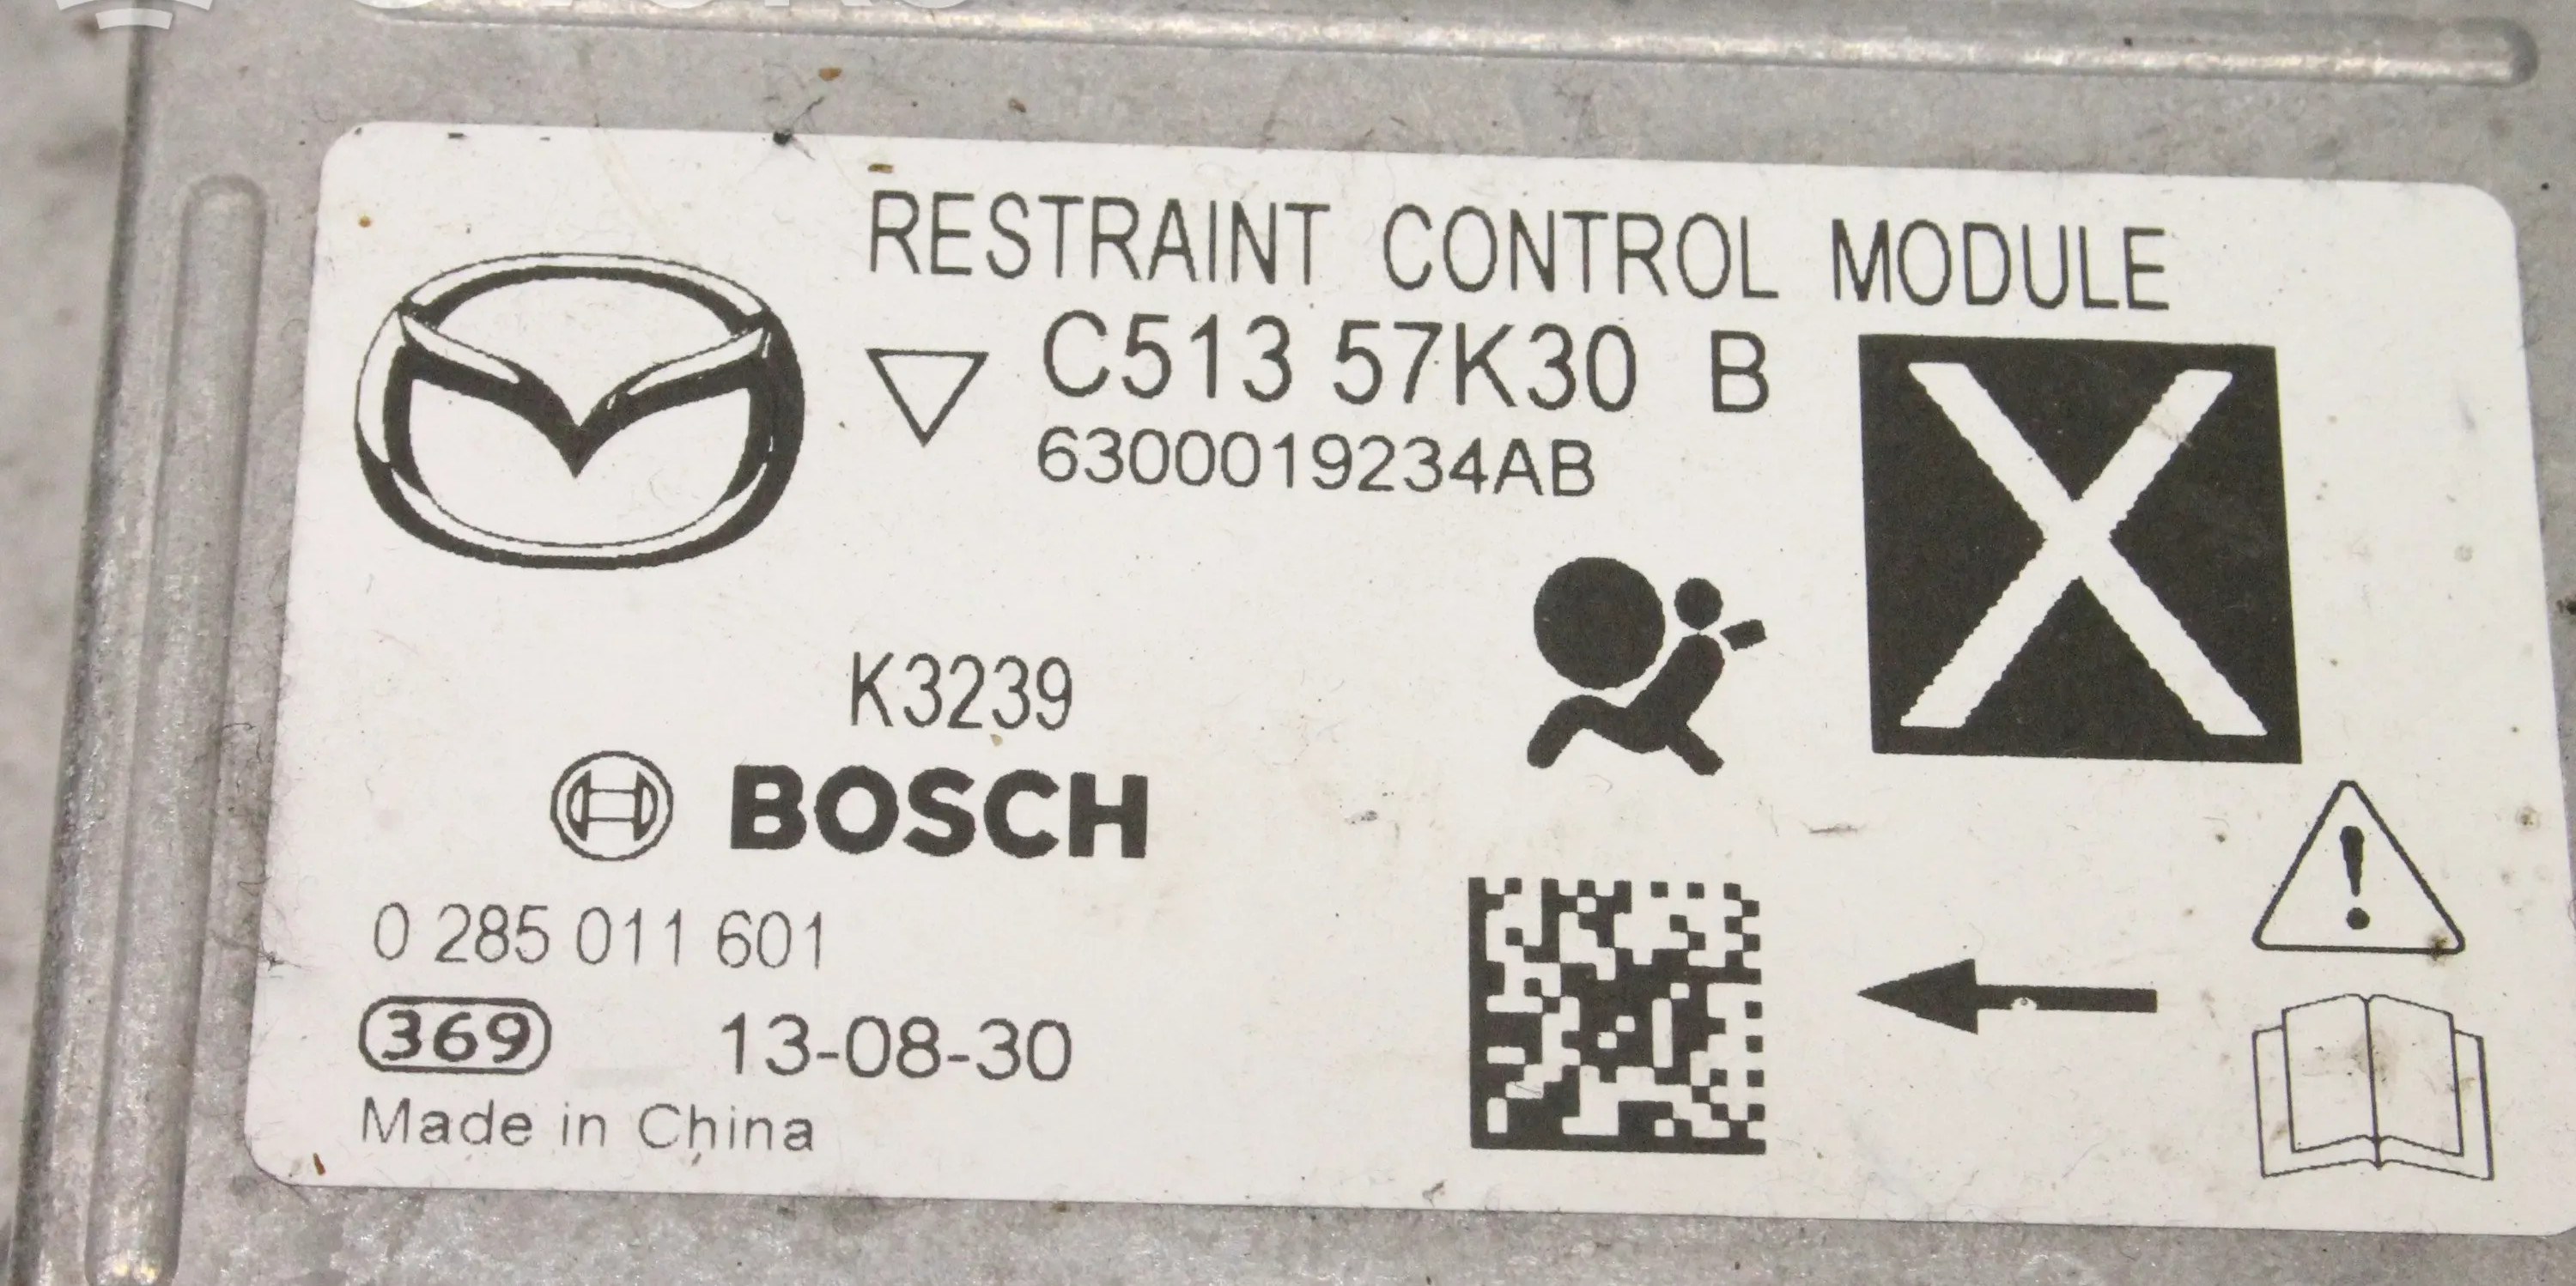 RESTRAINT CONTROL MODULE
C513 57K30 B
6300019234AB
X
K3239
BOSCH
0 285 011 601
369 13-08-30
Made in China